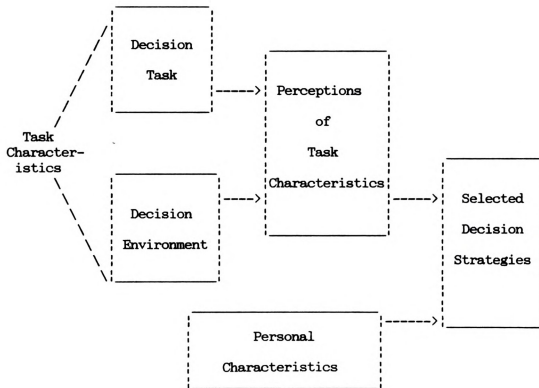 Decision
Task
Perceptions
of
Task
Characteristics
Task
Character-
istics
Decision
Environment
Selected
Decision
Strategies
Personal
Characteristics